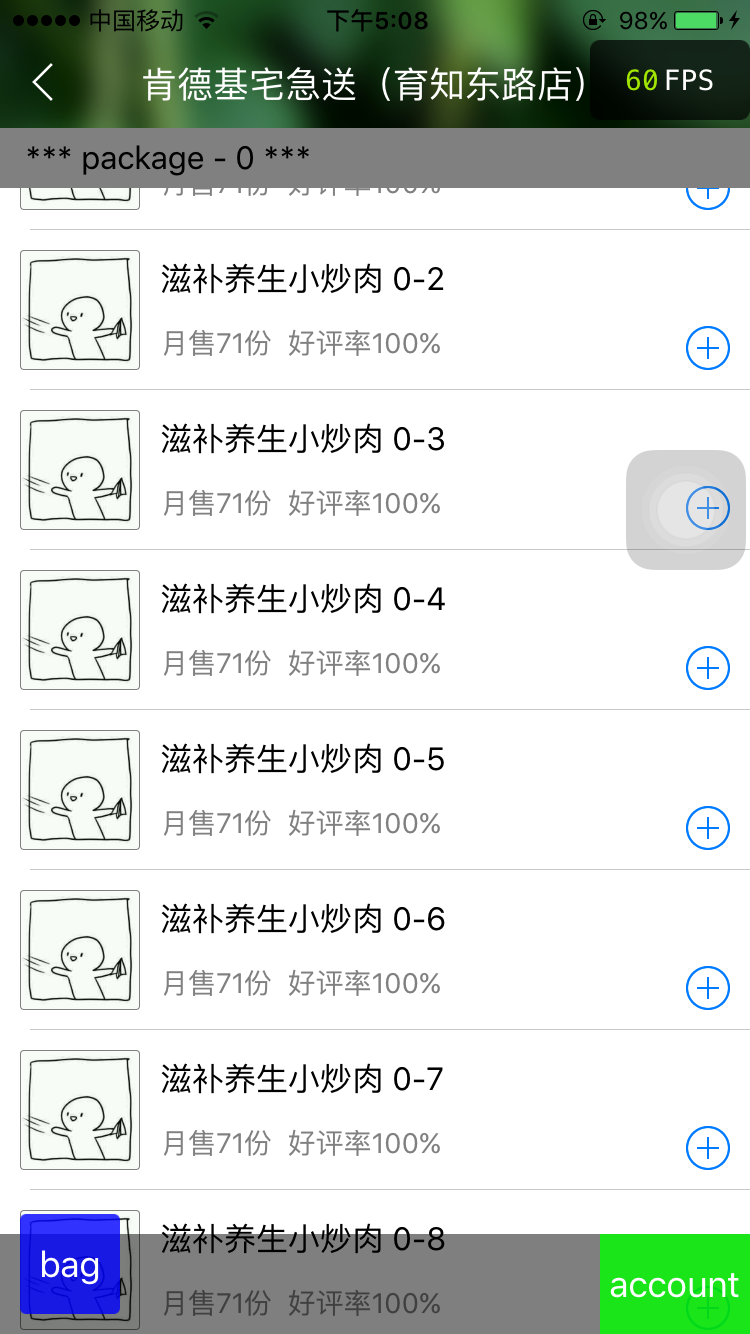 中国移动 下午5:08 98%
肯德基宅急送（育知东路店） 60 FPS
*** package - 0 ***
月售71份 好评率100%
滋补养生小炒肉 0-2
月售71份 好评率100%
滋补养生小炒肉 0-3
月售71份 好评率100%
滋补养生小炒肉 0-4
月售71份 好评率100%
滋补养生小炒肉 0-5
月售71份 好评率100%
滋补养生小炒肉 0-6
月售71份 好评率100%
滋补养生小炒肉 0-7
月售71份 好评率100%
滋补养生小炒肉 0-8
bag
account
月售71份 好评率100%